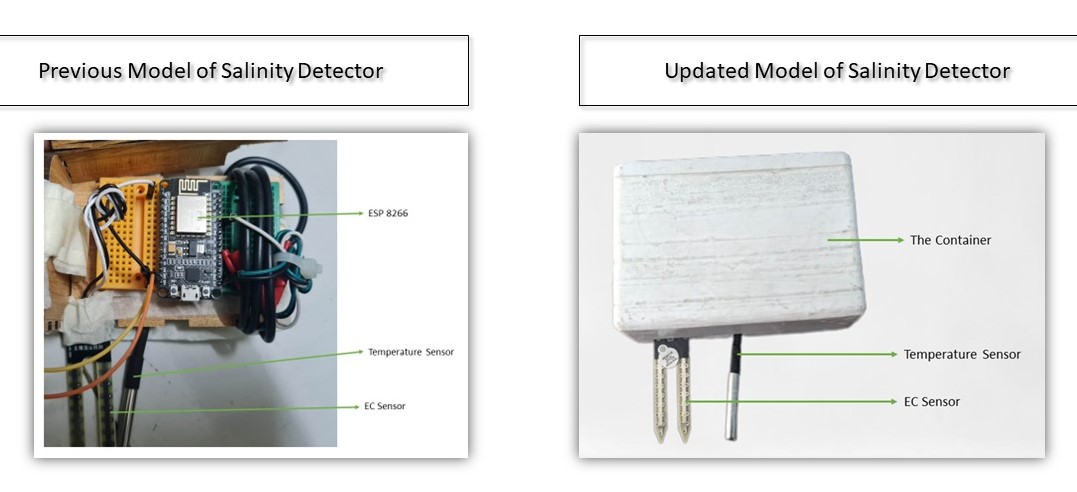 Previous Model of Salinity Detector
Updated Model of Salinity Detector
ESP 8266
Temperature Sensor
EC Sensor
The Container
Temperature Sensor
EC Sensor